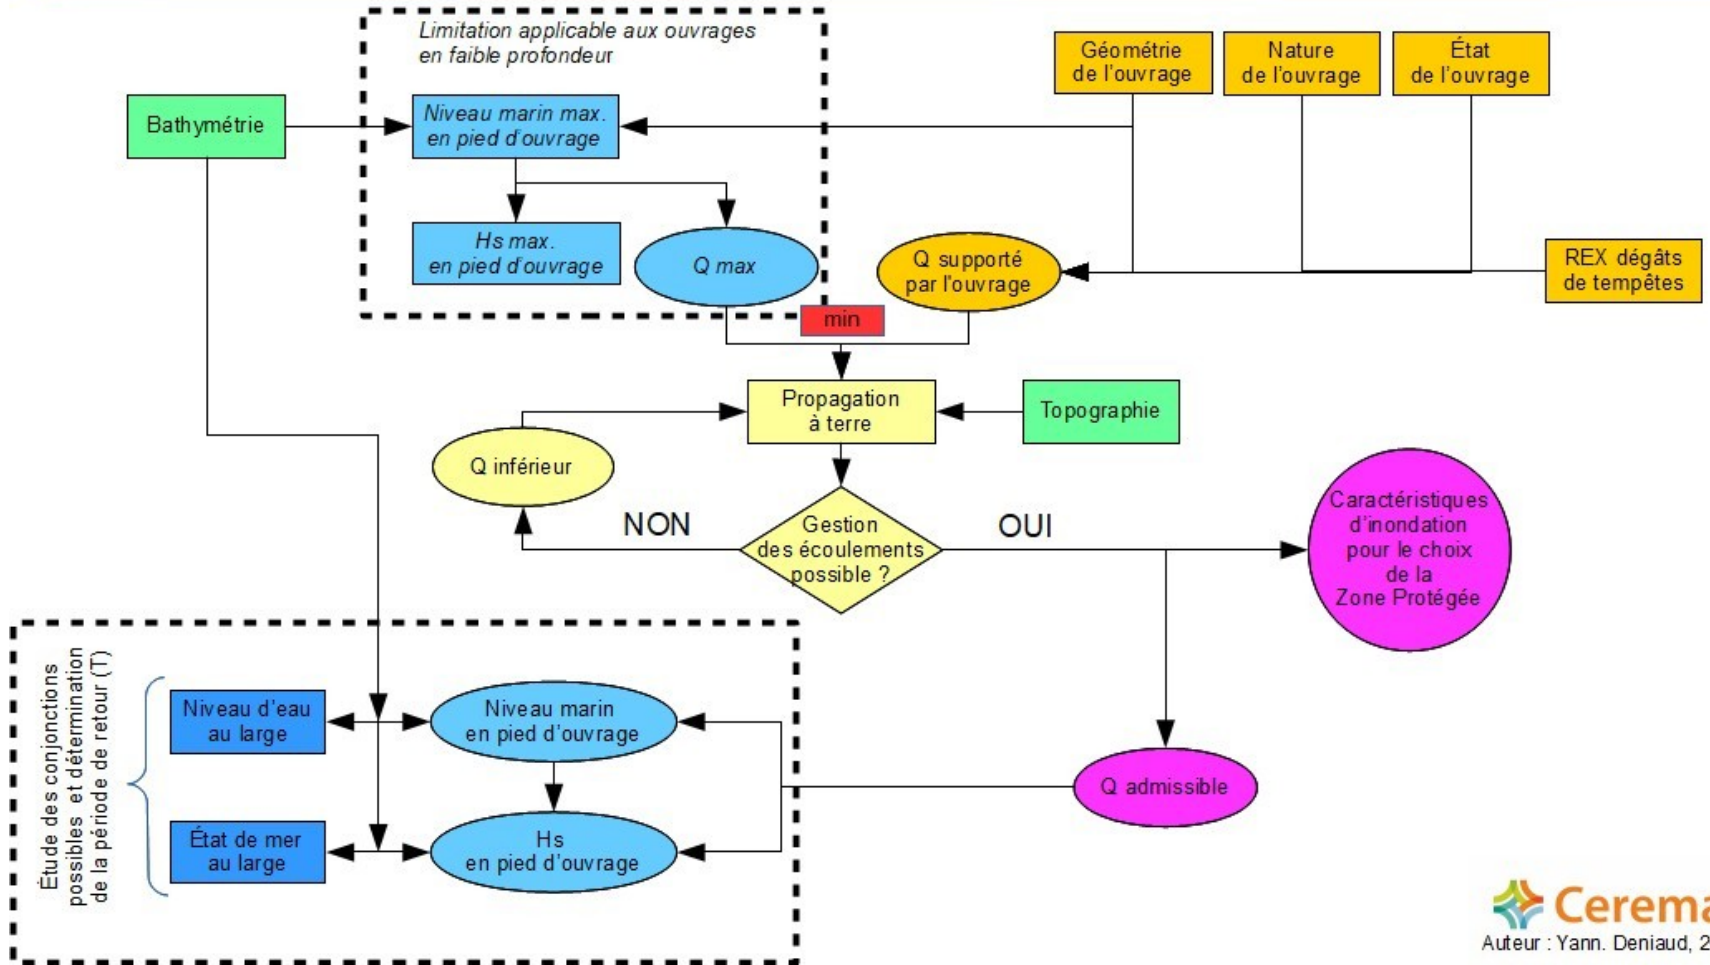 Limitation applicable aux ouvrages
en faible profondeur
Géométrie
de l'ouvrage
Nature
de l'ouvrage
État
de l'ouvrage
Bathymétrie
Niveau marin max.
en pied d'ouvrage
Hs max.
en pied d'ouvrage
Q max
Q supporté
par l'ouvrage
REX dégâts
de tempêtes
min
Propagation
à terre
Topographie
Q inférieur
NON
Gestion
des écoulements
possible ?
OUI
Caractéristiques
d'inondation
pour le choix
de la
Zone Protégée
Étude des conjonctions
possibles et détermination
de la période de retour (T)
Niveau d'eau
au large
Niveau marin
en pied d'ouvrage
État de mer
au large
Hs
en pied d'ouvrage
Q admissible
Cerema
Auteur : Yann. Deniaud, 2